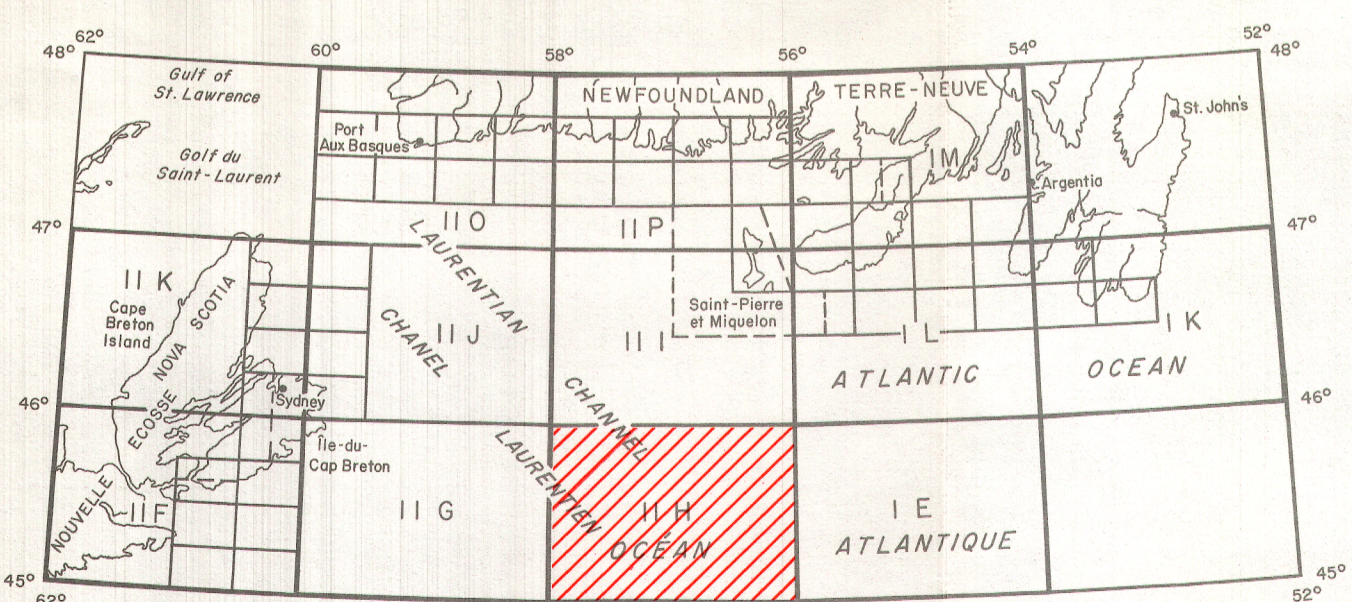 62°
60°
58°
56°
54°
52°
48°
48°
Gulf of
St. Lawrence
NEWFOUNDLAND
TERRE-NEUVE
St. John's
Port
Aux Basques
Golf du
Saint-Laurent
I M
Argentia
47°
II O
II P
47°
LAURENTIAN
CHANEL
II K
Cape
Breton
Island
NOVA SCOTIA
ECOSSE
NOUVELLE
II J
II I
Saint-Pierre
et Miquelon
I L
I K
ATLANTIC
OCEAN
Sydney
46°
46°
CHANNEL
LAURENTIEN
Île-du-
Cap Breton
II F
II G
II H
OCÉAN
I E
ATLANTIQUE
45°
45°
62°
52°